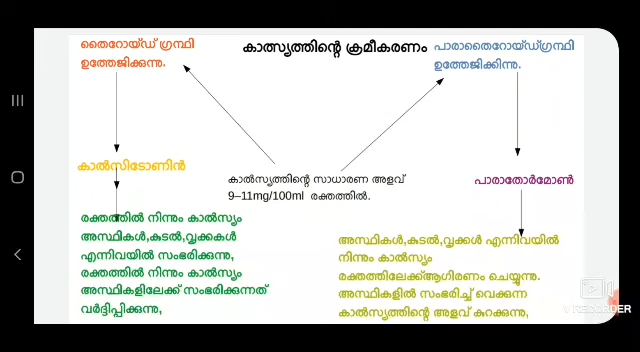 കാത്സ്യത്തിന്റെ ക്രമീകരണം
തൈറോയ്ഡ് ഗ്രന്ഥി
ഉത്തേജിക്കുന്നു.
പാരാതൈറോയ്ഡ്ഗ്രന്ഥി
ഉത്തേജിക്കിന്നു.
കാൽസിടോണിൻ
കാൽസ്യത്തിന്റെ സാധാരണ അളവ്
9–11mg/100ml രക്തത്തിൽ.
പാരാതോർമോൺ
രക്തത്തിൽ നിന്നും കാൽസ്യം
അസ്ഥികൾ,കുടൽ,വൃക്കകൾ
എന്നിവയിൽ സംഭരിക്കുന്നു,
രക്തത്തിൽ നിന്നും കാൽസ്യം
അസ്ഥികളിലേക്ക് സംഭരിക്കുന്നത്
വർദ്ദിപ്പിക്കുന്നു,
അസ്ഥികൾ,കുടൽ,വൃക്കൾ എന്നിവയിൽ
നിന്നും കാൽസ്യം
രക്തത്തിലേക്ക്ആഗിരണം ചെയ്യുന്നു.
അസ്ഥികളിൽ സംഭരിച്ച് വെക്കുന്ന
കാൽസ്യത്തിന്റെ അളവ് കുറക്കുന്നു,
V RECORDER